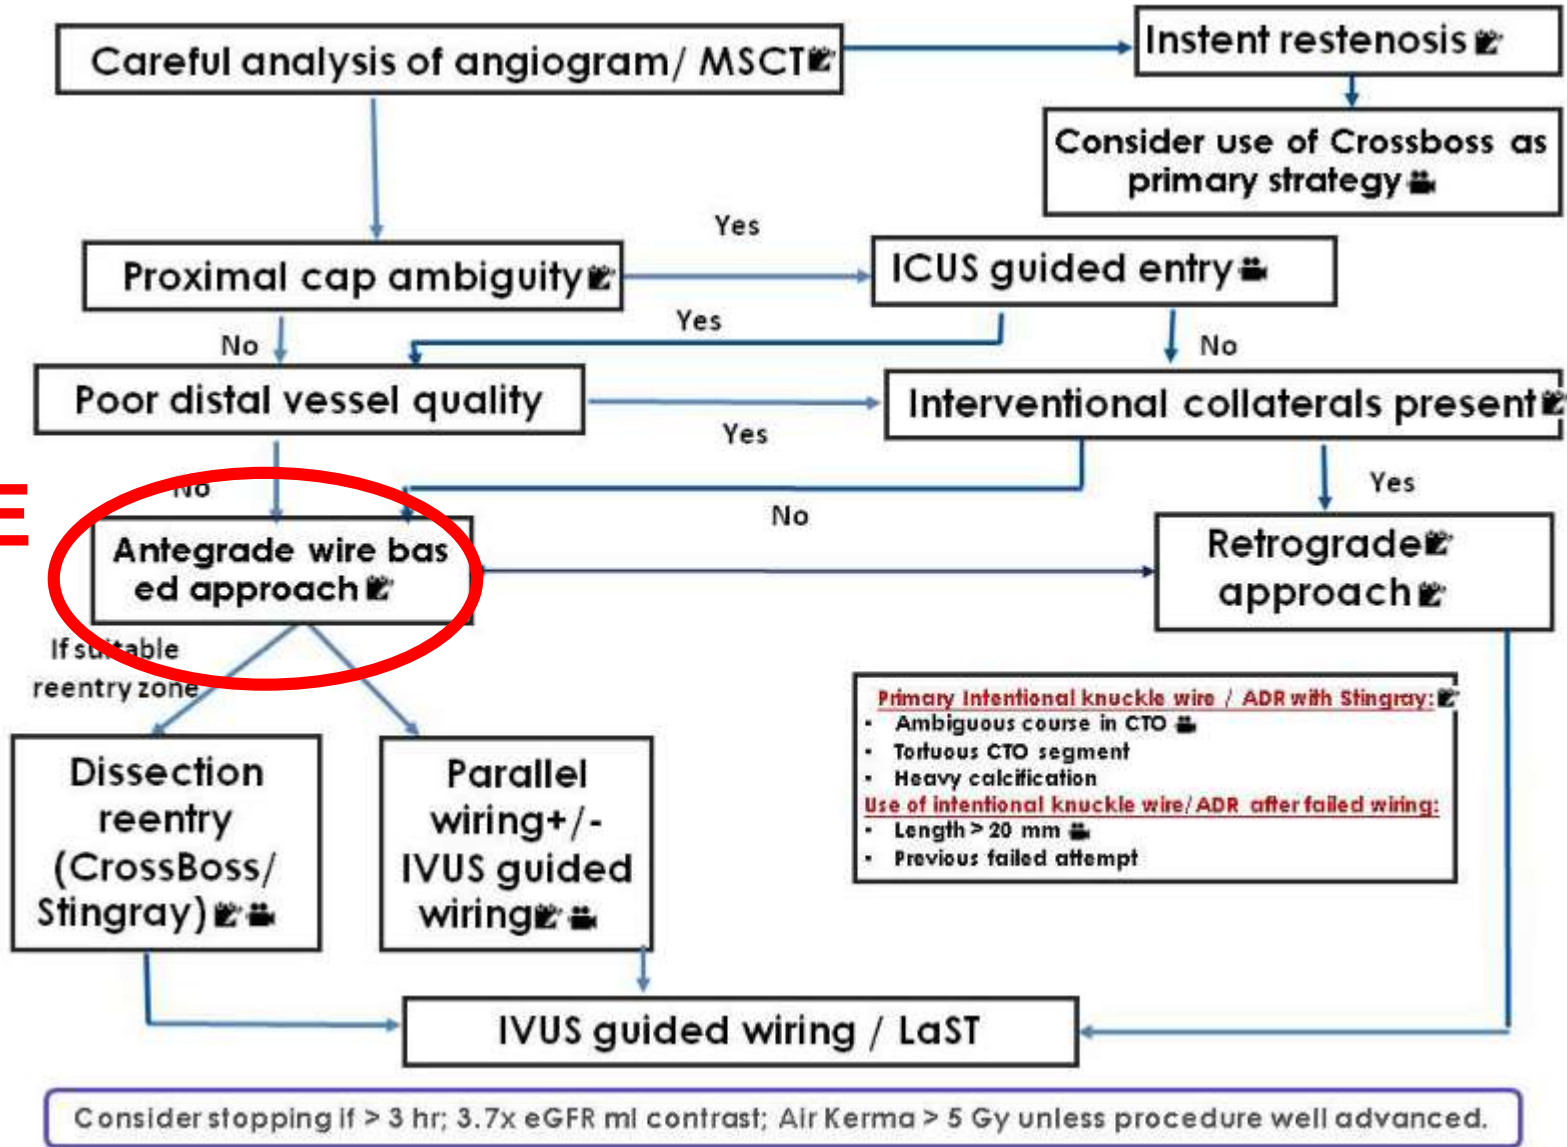 Careful analysis of angiogram/ MSCT
Instent restenosis
Consider use of Crossboss as
primary strategy
Yes
Proximal cap ambiguity
ICUS guided entry
No
Yes
No
Poor distal vessel quality
Interventional collaterals present
Yes
No
Yes
No
Antegrade wire bas
ed approach
Retrograde
approach
If suitable
reentry zone
Primary Intentional knuckle wire / ADR with Stingray:
• Ambiguous course in CTO
• Tortuous CTO segment
• Heavy calcification
Use of intentional knuckle wire/ADR after failed wiring:
• Length > 20 mm
• Previous failed attempt
Dissection
reentry
(CrossBoss/
Stingray)
Parallel
wiring+/-
IVUS guided
wiring
IVUS guided wiring / LaST
Consider stopping if > 3 hr; 3.7x eGFR ml contrast; Air Kerma > 5 Gy unless procedure well advanced.